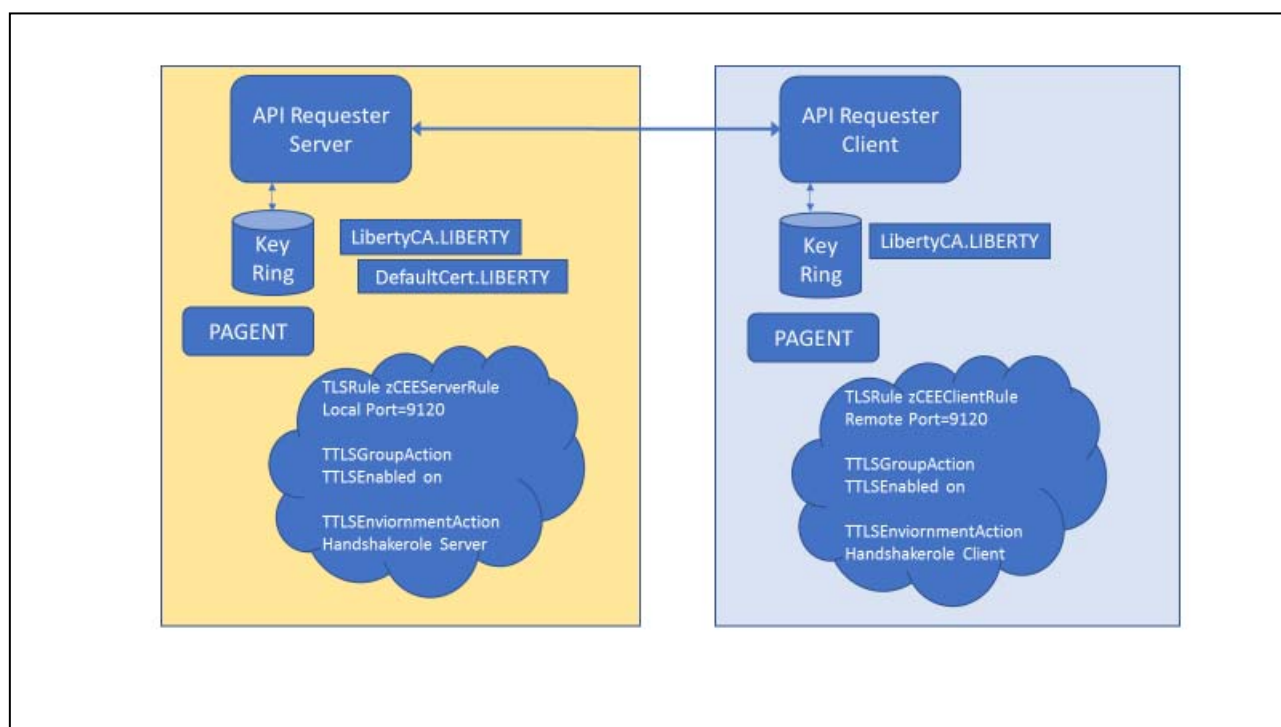 API Requester
Server
Key
Ring
LibertyCA.LIBERTY
DefaultCert.LIBERTY
PAGENT
TLSRule zCEEServerRule
Local Port=9120
TTLSGroupAction
TTLSEnabled on
TTLSEnviornmentAction
Handshakerole Server
API Requester
Client
Key
Ring
LibertyCA.LIBERTY
PAGENT
TLSRule zCEEClientRule
Remote Port=9120
TTLSGroupAction
TTLSEnabled on
TTLSEnviornmentAction
Handshakerole Client